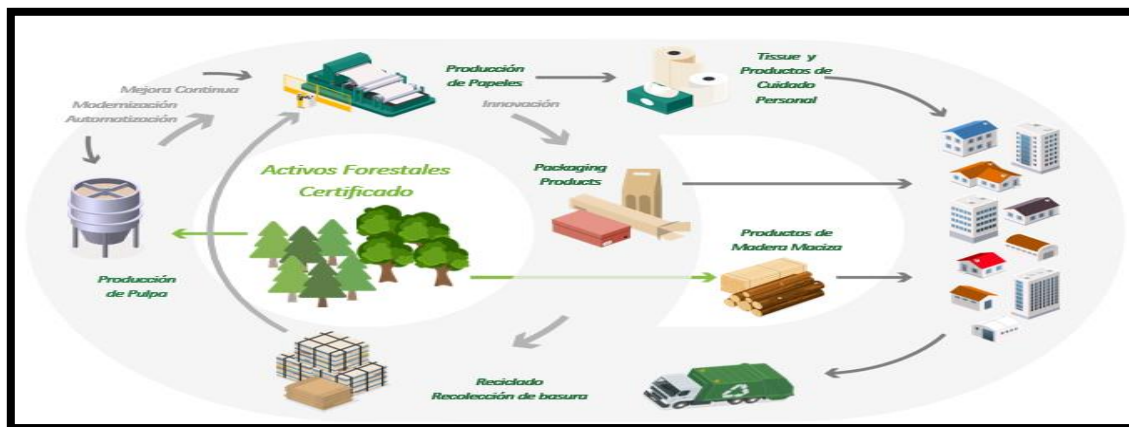 Mejora Continua
Modernización
Automatización
Producción
de Papeles
Innovación
Tissue y
Productos de
Cuidado
Personal
Activos Forestales
Certificado
Packaging
Products
Productos de
Madera Maciza
Producción
de Pulpa
Reciclado
Recolección de basura